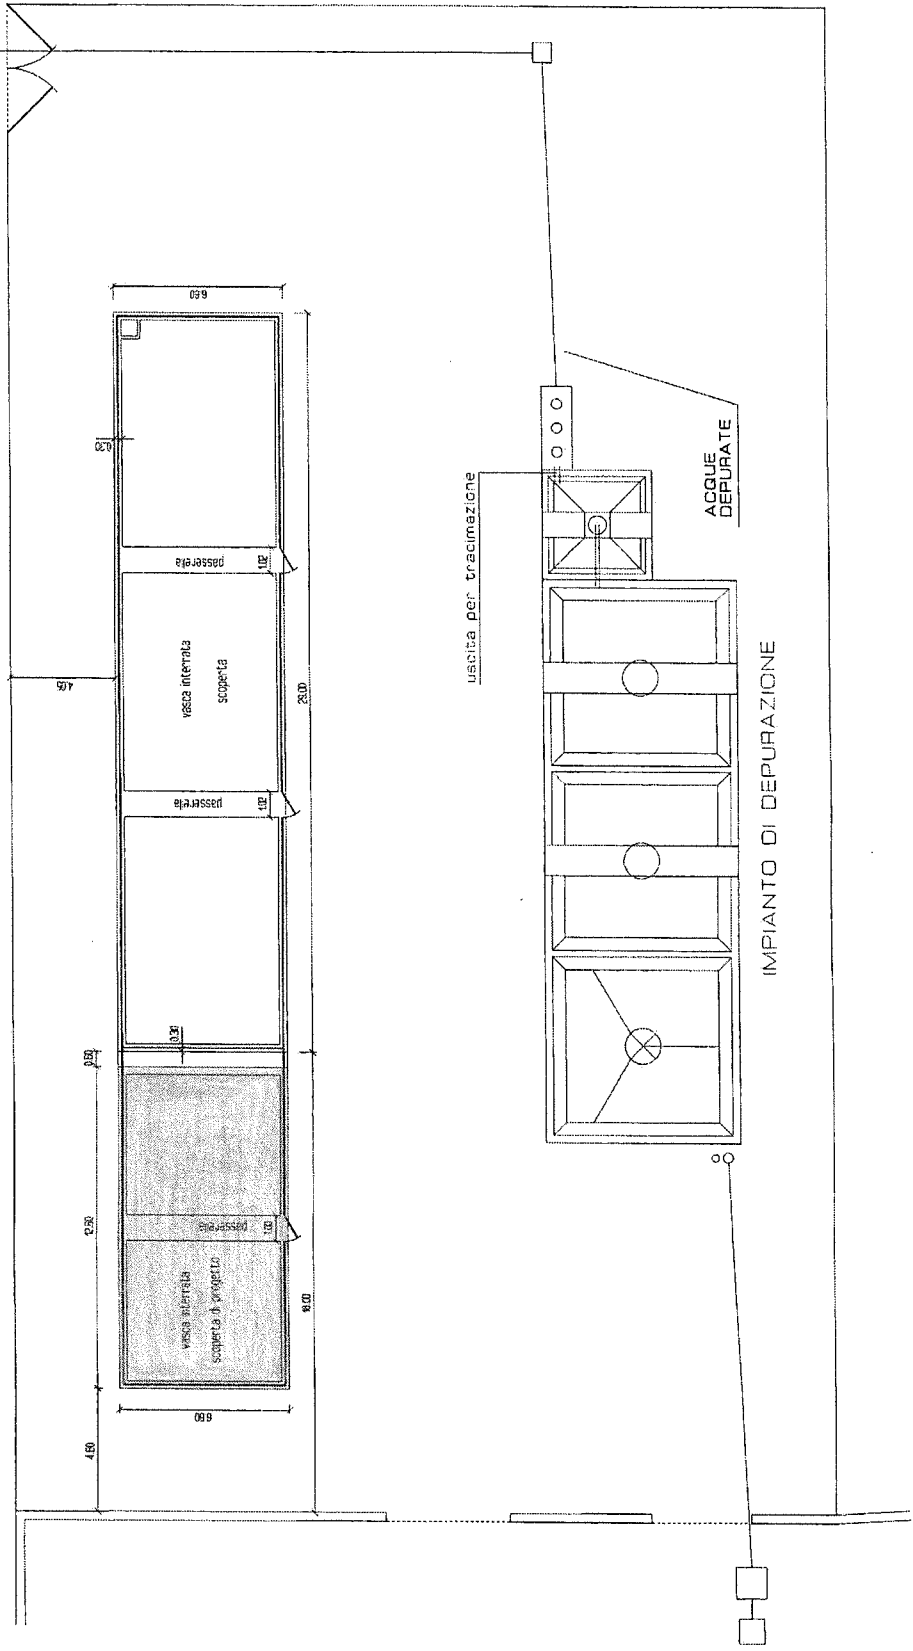 6.60
0.30
passerella
1.02
vasca interrata
scoperta
4.05
29.00
passerella
1.02
0.30
0.60
12.60
passerella
1.00
vasca interrata
scoperta di progetto
18.00
6.60
4.80
uscita per tracimazione
ACQUE
DEPURATE
IMPIANTO DI DEPURAZIONE